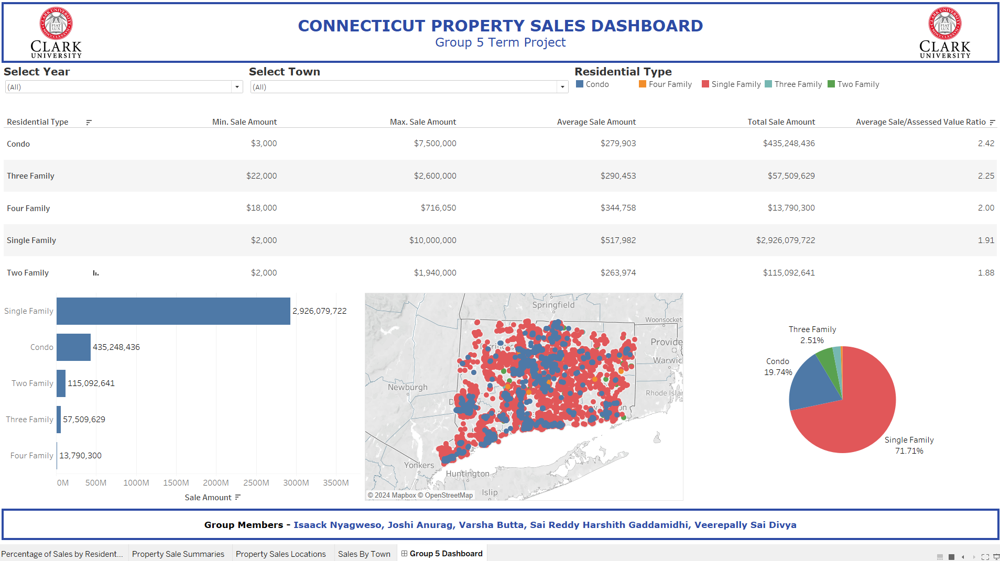 CLARK UNIVERSITY
FIAT LUX
CLARK
UNIVERSITY
CONNECTICUT PROPERTY SALES DASHBOARD
Group 5 Term Project
CLARK UNIVERSITY
FIAT LUX
CLARK
UNIVERSITY
Select Year
(All)
Select Town
(All)
Residential Type
Condo Four Family Single Family Three Family Two Family
Residential Type Min. Sale Amount Max. Sale Amount Average Sale Amount Total Sale Amount Average Sale/Assessed Value Ratio
Condo $3,000 $7,500,000 $279,903 $435,248,436 2.42
Three Family $22,000 $2,600,000 $290,453 $57,509,629 2.25
Four Family $18,000 $716,050 $344,758 $13,790,300 2.00
Single Family $2,000 $10,000,000 $517,982 $2,926,079,722 1.91
Two Family $2,000 $1,940,000 $263,974 $115,092,641 1.88
Single Family 2,926,079,722
Condo 435,248,436
Two Family 115,092,641
Three Family 57,509,629
Four Family 13,790,300
0M 500M 1000M 1500M 2000M 2500M 3000M 3500M
Sale Amount
Springfield
Woonsocket
Provide
Warwic
Newburgh
Rhode Islar
Yonkers
Huntington
Islip
© 2024 Mapbox © OpenStreetMap
Three Family
2.51%
Condo
19.74%
Single Family
71.71%
Group Members - Isaack Nyagweso, Joshi Anurag, Varsha Butta, Sai Reddy Harshith Gaddamidhi, Veerepally Sai Divya
Percentage of Sales by Resident... Property Sale Summaries Property Sales Locations Sales By Town Group 5 Dashboard